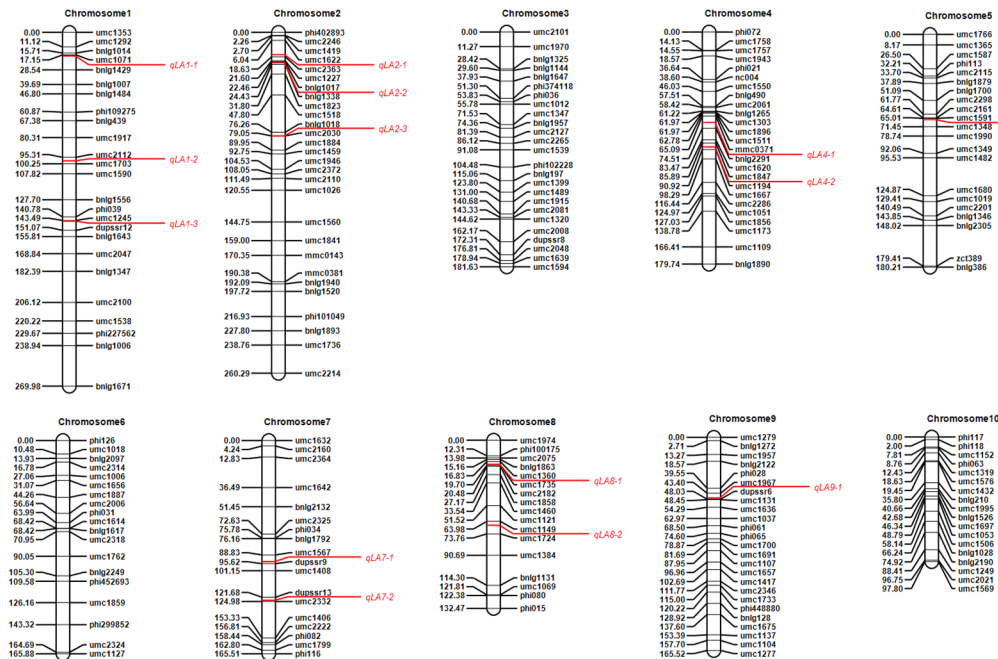 Chromosome1
0.00 umc1353
11.12 umc1292
15.71 bnlg1014
17.15 umc1071
qLA1-1
28.54 bnlg1429
39.69 bnlg1007
46.80 bnlg1484
60.87 phi109275
67.38 bnlg439
80.31 umc1917
95.31 umc2112
qLA1-2
100.25 umc1703
107.82 umc1590
127.70 bnlg1556
140.78 phi039
143.49 umc1245
qLA1-3
151.07 dupssr12
155.81 bnlg1643
168.84 umc2047
182.39 bnlg1347
206.12 umc2100
220.22 umc1538
229.67 phi227562
238.94 bnlg1006
269.98 bnlg1671
Chromosome2
0.00 phi402893
2.26 umc2246
2.70 umc1419
6.04 umc1622
qLA2-1
18.63 umc2363
21.60 umc1227
22.46 bnlg1017
qLA2-2
24.43 bnlg1338
31.80 umc1823
47.80 umc1518
76.26 bnlg1018
qLA2-3
79.05 umc2030
89.95 umc1884
92.75 umc1459
104.53 umc1946
108.05 umc2372
111.49 umc2110
120.55 umc1026
144.75 umc1560
159.00 umc1841
170.35 mmc0143
190.38 mmc0381
192.09 bnlg1940
197.72 bnlg1520
216.93 phi101049
227.80 bnlg1893
238.76 umc1736
260.29 umc2214
Chromosome3
0.00 umc2101
11.27 umc1970
28.42 bnlg1325
29.60 bnlg1144
37.93 bnlg1647
51.30 phi374118
53.83 phi036
55.78 umc1012
71.53 umc1347
74.36 bnlg1957
81.39 umc2127
86.12 umc2265
91.08 umc1539
104.48 phi102228
115.06 bnlg197
123.80 umc1399
131.00 umc1489
140.68 umc1915
143.33 umc2081
144.62 umc1320
162.17 umc2008
172.31 dupssr8
176.81 umc2048
178.94 umc1639
181.63 umc1594
Chromosome4
0.00 phi072
14.13 umc1758
umc1757
18.57 umc1943
36.64 phi021
38.60 nc004
46.03 umc1550
57.51 bnlg490
58.42 umc2061
61.22 bnlg1265
61.97 umc1303
61.97 umc1896
62.78 umc1511
65.09 mmc0371
qLA4-1
74.51 bnlg2291
83.47 umc1620
85.89 umc1847
qLA4-2
90.92 umc1194
98.29 umc1667
116.44 umc2286
124.97 umc1051
127.03 umc1856
138.78 umc1173
166.41 umc1109
179.74 bnlg1890
Chromosome5
0.00 umc1766
8.17 umc1365
26.50 umc1587
32.21 phi113
33.70 umc2115
37.89 bnlg1879
51.09 bnlg1700
62.77 umc2298
64.61 umc2161
65.01 umc1591
71.45 umc1348
78.74 umc1990
92.06 umc1349
95.53 umc1482
124.87 umc1680
129.41 umc1019
140.49 umc2201
143.85 bnlg1346
148.02 bnlg2305
179.41 zct389
180.21 bnlg386
Chromosome6
0.00 phi126
10.48 umc1018
13.93 bnlg2097
16.78 umc2314
27.06 umc1006
31.07 umc1656
44.26 umc1887
56.64 umc2006
63.99 phi031
68.42 umc1614
68.42 bnlg1617
70.95 umc2318
90.05 umc1762
105.30 bnlg2249
109.58 phi452693
126.16 umc1859
143.32 phi299852
164.69 umc2324
165.85 umc1127
Chromosome7
0.00 umc1632
4.24 umc2160
12.83 umc2364
36.49 umc1642
51.45 bnlg2132
72.63 umc2325
75.78 phi034
76.16 bnlg1792
88.83 umc1567
qLA7-1
95.62 dupssr9
101.15 umc1408
121.68 dupssr13
qLA7-2
124.98 umc2332
153.33 umc1406
156.81 umc2222
158.44 phi082
162.80 umc1799
165.51 phi116
Chromosome8
0.00 umc1974
12.31 phi100175
13.98 umc2075
15.16 bnlg1863
16.83 umc1360
qLA8-1
19.70 umc1735
20.48 umc2182
27.17 umc1858
33.54 umc1460
51.52 umc1121
63.98 umc1149
qLA8-2
73.76 umc1724
90.69 umc1384
114.30 bnlg1131
121.81 umc1069
122.38 phi080
132.47 phi015
Chromosome9
0.00 umc1279
2.71 bnlg1272
13.27 umc1957
18.57 bnlg2122
39.55 phi028
43.40 umc1967
qLA9-1
48.03 dupssr6
48.45 umc1131
54.29 umc1636
62.97 umc1037
68.50 phi061
74.60 phi065
78.87 umc1700
81.69 umc1691
87.95 umc1107
96.96 umc1657
102.69 umc1417
111.77 umc2346
115.00 umc1733
120.22 phi448880
128.92 bnlg128
137.60 umc1675
153.39 umc1137
157.70 umc1104
165.52 umc1277
Chromosome10
0.00 phi117
2.00 phi118
7.81 umc1152
8.76 phi063
12.43 umc1319
18.63 umc1576
19.45 umc1432
35.80 bnlg210
40.66 umc1995
42.68 umc1526
46.34 umc1697
48.79 umc1053
58.14 umc1506
66.24 bnlg1028
74.92 bnlg2190
88.41 umc1249
96.75 umc2021
97.80 umc1569